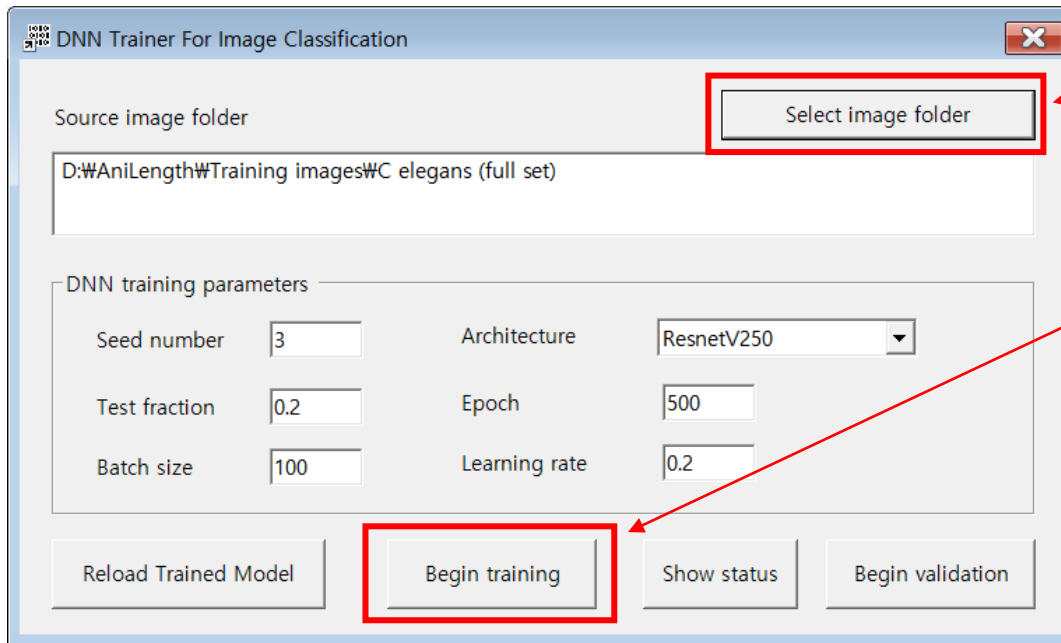 DNN Trainer For Image Classification
Source image folder
Select image folder
D:₩AniLength₩Training images₩C elegans (full set)
DNN training parameters
Seed number 3
Architecture ResnetV250
Test fraction 0.2
Epoch 500
Batch size 100
Learning rate 0.2
Reload Trained Model
Begin training
Show status
Begin validation